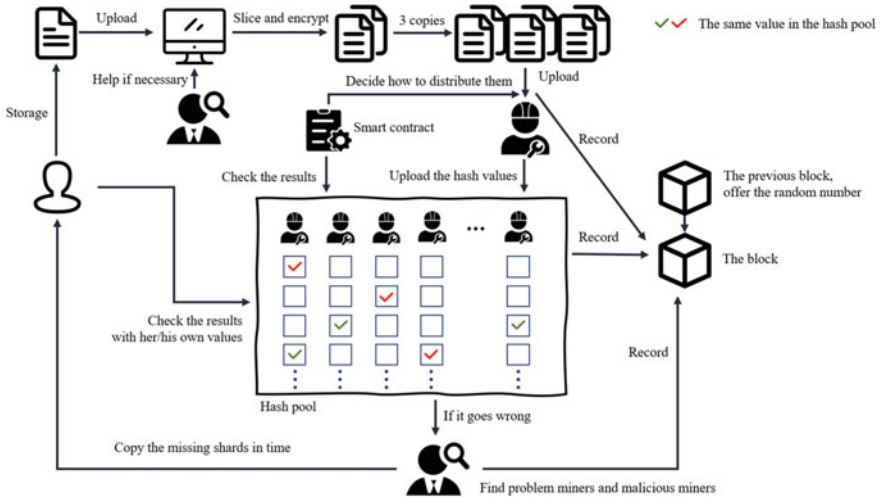 Upload
Slice and encrypt
3 copies
The same value in the hash pool
Help if necessary
Decide how to distribute them
Upload
Storage
Smart contract
Record
Check the results
Upload the hash values
The previous block,
offer the random number
Record
The block
...
Check the results
with her/his own values
Record
Hash pool
If it goes wrong
Copy the missing shards in time
Find problem miners and malicious miners